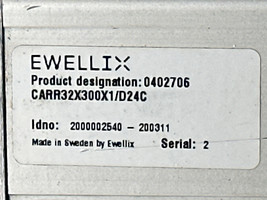 EWELLIX
Product designation: 0402706
CARR32X300X1/D24C
Idno: 2000002540 - 200311
Made in Sweden by Ewellix Serial: 2